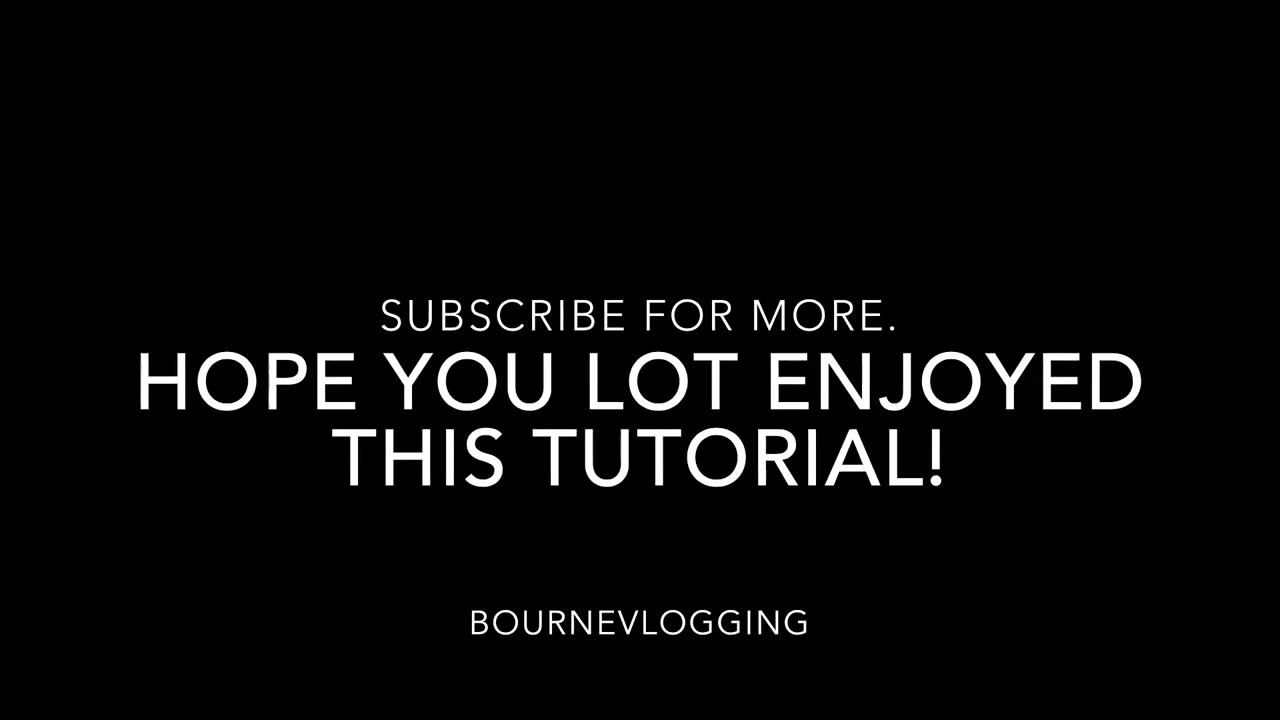 SUBSCRIBE FOR MORE.
HOPE YOU LOT ENJOYED
THIS TUTORIAL!
BOURNEVLOGGING